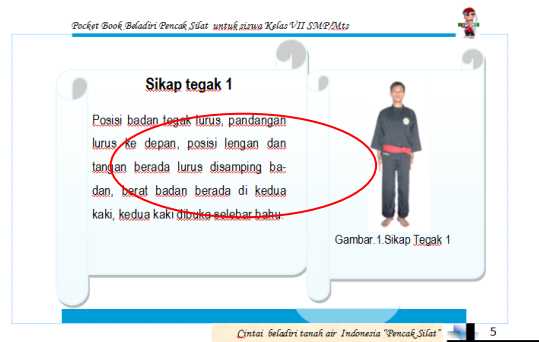 Pocket Book Beladiri Pencak Silat untuk siswa Kelas VII SMP/Mts
Sikap tegak 1
Posisi badan tegak lurus, pandangan
lurus ke depan, posisi lengan dan
tangan berada lurus disamping ba-
dan, berat badan berada di kedua
kaki, kedua kaki dibuka selebar bahu.
Gambar.1.Sikap Tegak 1
Cintai beladiri tanah air Indonesia “Pencak Silat”
5